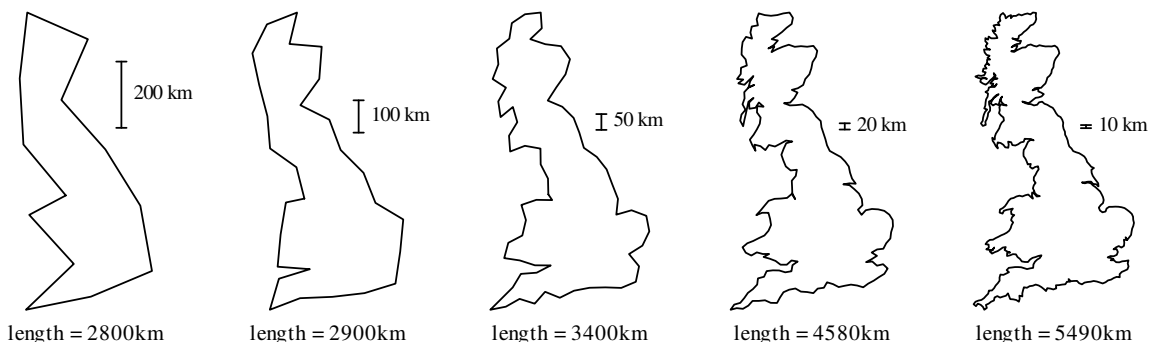 200 km
100 km
50 km
20 km
10 km
length = 2800km
length = 2900km
length = 3400km
length = 4580km
length = 5490km